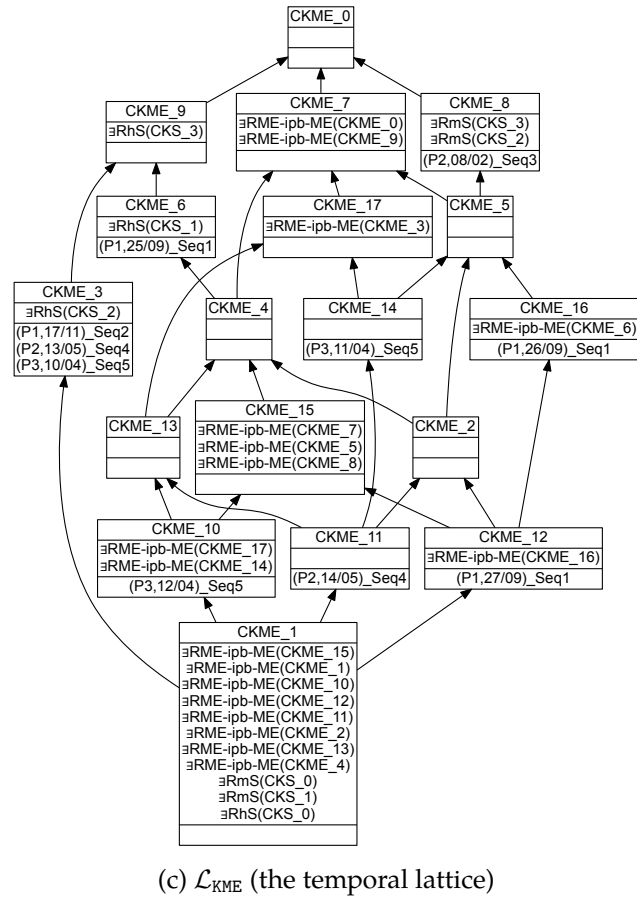 CKME_0
CKME_9
∃RhS(CKS_3)
CKME_7
∃RME-ipb-ME(CKME_0)
∃RME-ipb-ME(CKME_9)
CKME_8
∃RmS(CKS_3)
∃RmS(CKS_2)
(P2,08/02)_Seq3
CKME_6
∃RhS(CKS_1)
(P1,25/09)_Seq1
CKME_17
∃RME-ipb-ME(CKME_3)
CKME_5
CKME_3
∃RhS(CKS_2)
(P1,17/11)_Seq2
(P2,13/05)_Seq4
(P3,10/04)_Seq5
CKME_4
CKME_14
(P3,11/04)_Seq5
CKME_16
∃RME-ipb-ME(CKME_6)
(P1,26/09)_Seq1
CKME_13
CKME_15
∃RME-ipb-ME(CKME_7)
∃RME-ipb-ME(CKME_5)
∃RME-ipb-ME(CKME_8)
CKME_2
CKME_10
∃RME-ipb-ME(CKME_17)
∃RME-ipb-ME(CKME_14)
(P3,12/04)_Seq5
CKME_11
(P2,14/05)_Seq4
CKME_12
∃RME-ipb-ME(CKME_16)
(P1,27/09)_Seq1
CKME_1
∃RME-ipb-ME(CKME_15)
∃RME-ipb-ME(CKME_1)
∃RME-ipb-ME(CKME_10)
∃RME-ipb-ME(CKME_12)
∃RME-ipb-ME(CKME_11)
∃RME-ipb-ME(CKME_2)
∃RME-ipb-ME(CKME_13)
∃RME-ipb-ME(CKME_4)
∃RmS(CKS_0)
∃RmS(CKS_1)
∃RhS(CKS_0)
(c) ℒKME (the temporal lattice)